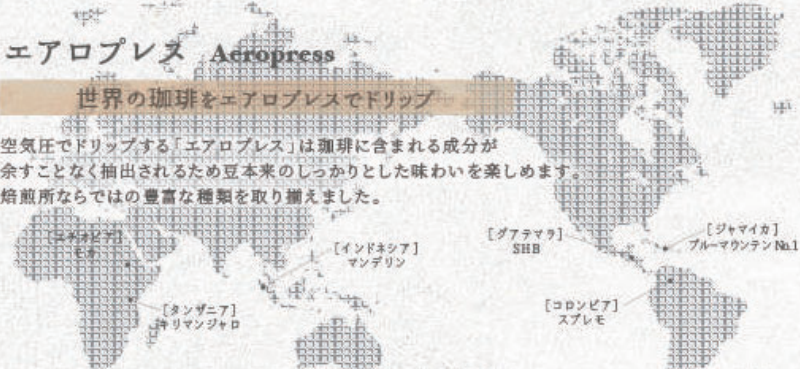 エアロプレス Aeropress
世界の珈琲をエアロプレスでドリップ
空気圧でドリップする「エアロプレス」は珈琲に含まれる成分が
余すことなく抽出されるため豆本来のしっかりとした味わいを楽しめます。
焙煎所ならではの豊富な種類を取り揃えました。
[エチオピア]
モカ
[タンザニア]
キリマンジャロ
[インドネシア]
マンデリン
[グアテマラ]
SHB
[ジャマイカ]
ブルーマウンテン No.1
[コロンビア]
スプレモ